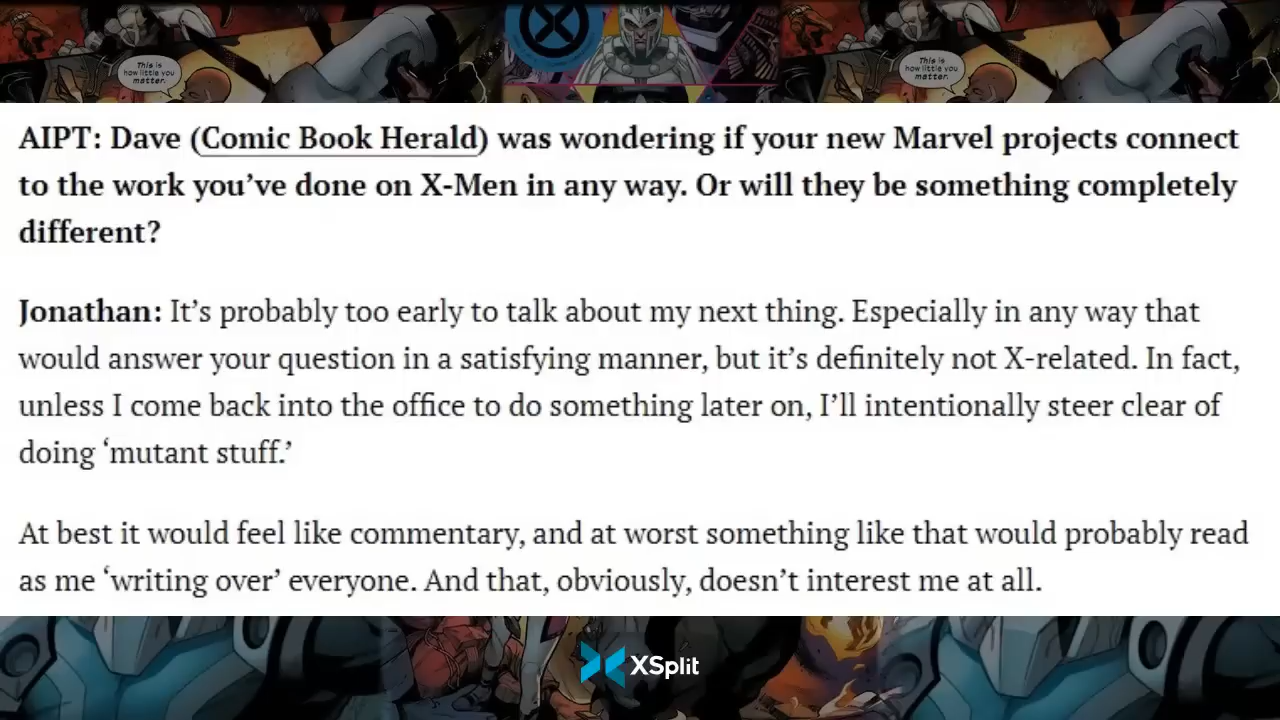 This is
how little you
matter.
This is
how little you
matter.
AIPT: Dave (Comic Book Herald) was wondering if your new Marvel projects connect
to the work you’ve done on X-Men in any way. Or will they be something completely
different?
Jonathan: It’s probably too early to talk about my next thing. Especially in any way that
would answer your question in a satisfying manner, but it’s definitely not X-related. In fact,
unless I come back into the office to do something later on, I’ll intentionally steer clear of
doing ‘mutant stuff.’
At best it would feel like commentary, and at worst something like that would probably read
as me ‘writing over’ everyone. And that, obviously, doesn’t interest me at all.
XSplit